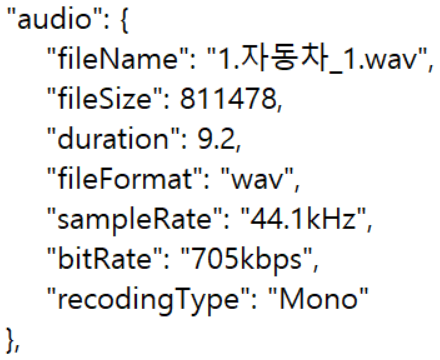 "audio": {
"fileName": "1.자동차_1.wav",
"fileSize": 811478,
"duration": 9.2,
"fileFormat": "wav",
"sampleRate": "44.1kHz",
"bitRate": "705kbps",
"recodingType": "Mono"
},